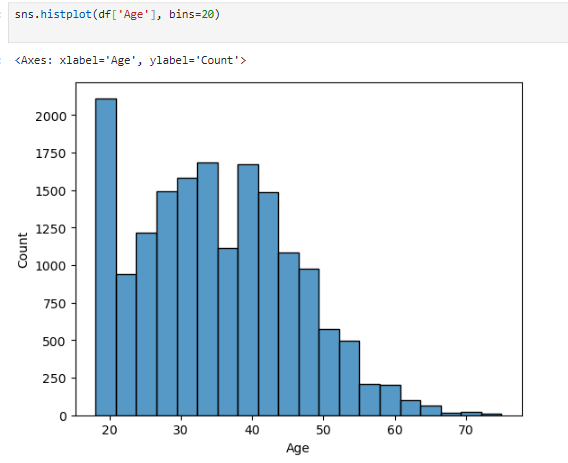 sns.histplot(df['Age'], bins=20)
<Axes: xlabel='Age', ylabel='Count'>
2000
1750
1500
1250
1000
750
500
250
0
Count
20 30 40 50 60 70
Age